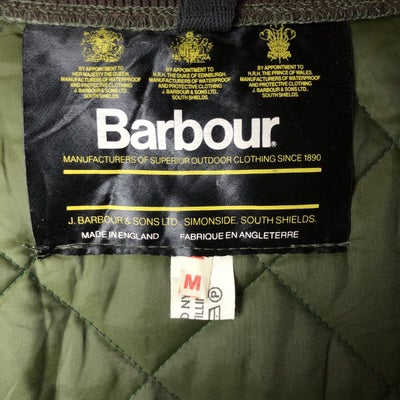 BY APPOINTMENT TO
HER MAJESTY THE QUEEN.
MANUFACTURERS OF WATERPROOF
AND PROTECTIVE CLOTHING
J. BARBOUR & SONS LTD.,
SOUTH SHIELDS.
BY APPOINTMENT TO
H.R.H. THE DUKE OF EDINBURGH.
MANUFACTURERS OF WATERPROOF
AND PROTECTIVE CLOTHING
J. BARBOUR & SONS LTD.,
SOUTH SHIELDS.
BY APPOINTMENT TO
H.R.H. THE PRINCE OF WALES.
MANUFACTURERS OF WATERPROOF
AND PROTECTIVE CLOTHING
J. BARBOUR & SONS LTD.,
SOUTH SHIELDS.
Barbour®
MANUFACTURERS OF SUPERIOR OUTDOOR CLOTHING SINCE 1890
J. BARBOUR & SONS LTD., SIMONSIDE, SOUTH SHIELDS.
MADE IN ENGLAND FABRIQUE EN ANGLETERRE
M
P